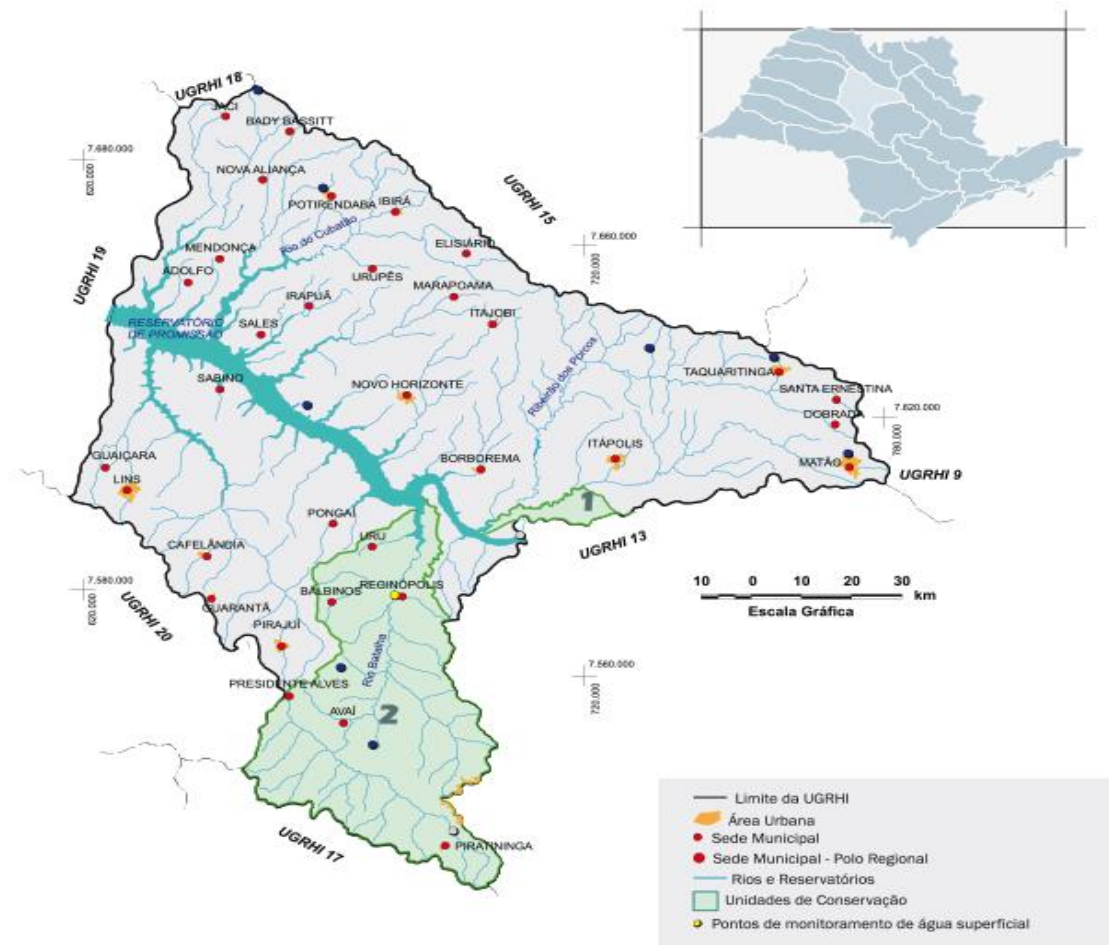 UGRHI 18
JACI
BADY BASSITT
7.680.000
620.000
NOVA ALIANÇA
UGRHI 15
POTIRENDABA
IBIRÁ
Rio do Cubatão
ELISIÁRIO
7.660.000
720.000
UGRHI 19
MENDONÇA
ADOLFO
URUPÊS
MARAPOAMA
IRAPUÃ
ITAJOBI
RESERVATÓRIO
DE PROMISSÃO
SALES
Ribeirão dos Porcos
TAQUARITINGA
SABINO
NOVO HORIZONTE
SANTA ERNESTINA
DOBRADA
7.620.000
780.000
GUAIÇARA
LINS
BORBOREMA
ITÁPOLIS
MATÃO
UGRHI 9
1
PONGAÍ
URU
UGRHI 13
CAFELÂNDIA
7.580.000
620.000
BALBINOS
REGINÓPOLIS
10 0 10 20 30 km
Escala Gráfica
GUARANTÃ
UGRHI 20
PIRAJUÍ
Rio Batalha
7.560.000
720.000
PRESIDENTE ALVES
AVAÍ
2
UGRHI 17
PIRATININGA
Limite da UGRHI
Área Urbana
Sede Municipal
Sede Municipal - Polo Regional
Rios e Reservatórios
Unidades de Conservação
Pontos de monitoramento de água superficial